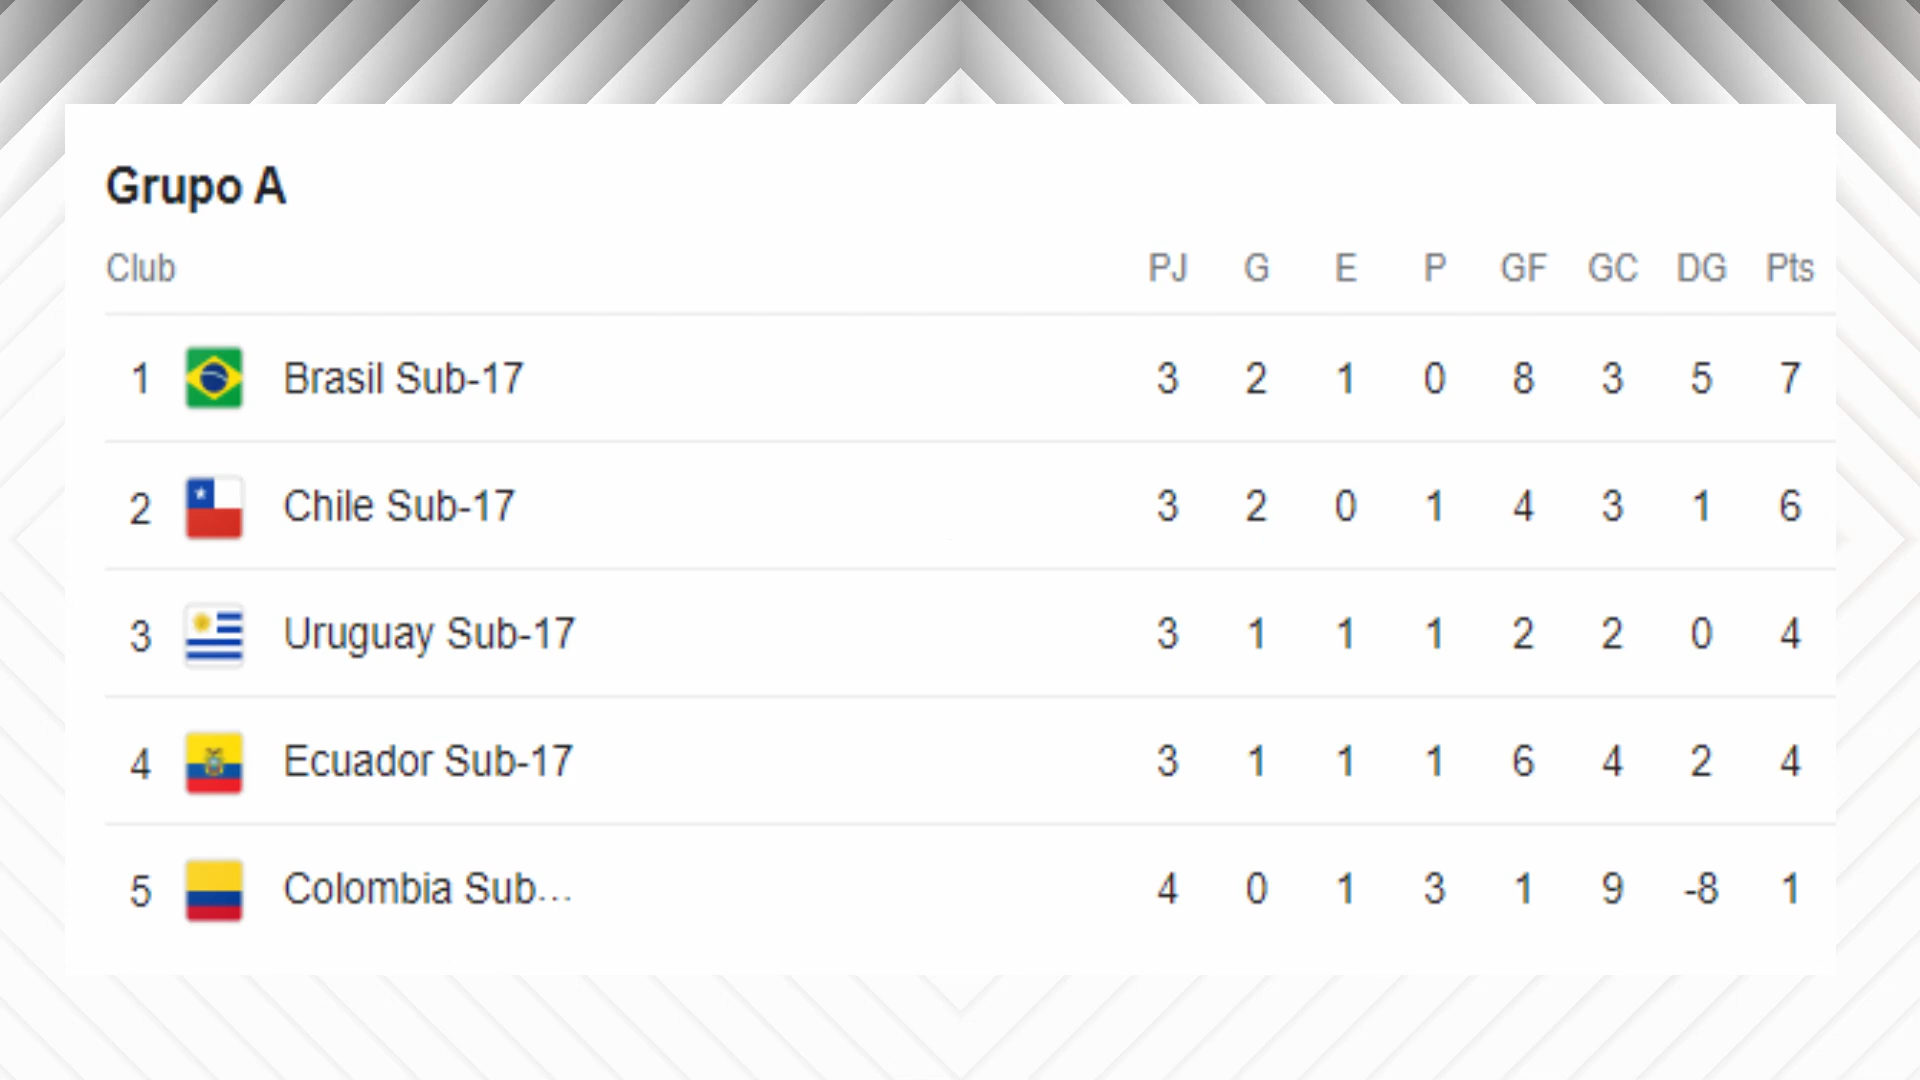 Grupo A
Club PJ G E P GF GC DG Pts
1 Brasil Sub-17 3 2 1 0 8 3 5 7
2 Chile Sub-17 3 2 0 1 4 3 1 6
3 Uruguay Sub-17 3 1 1 1 2 2 0 4
4 Ecuador Sub-17 3 1 1 1 6 4 2 4
5 Colombia Sub... 4 0 1 3 1 9 -8 1